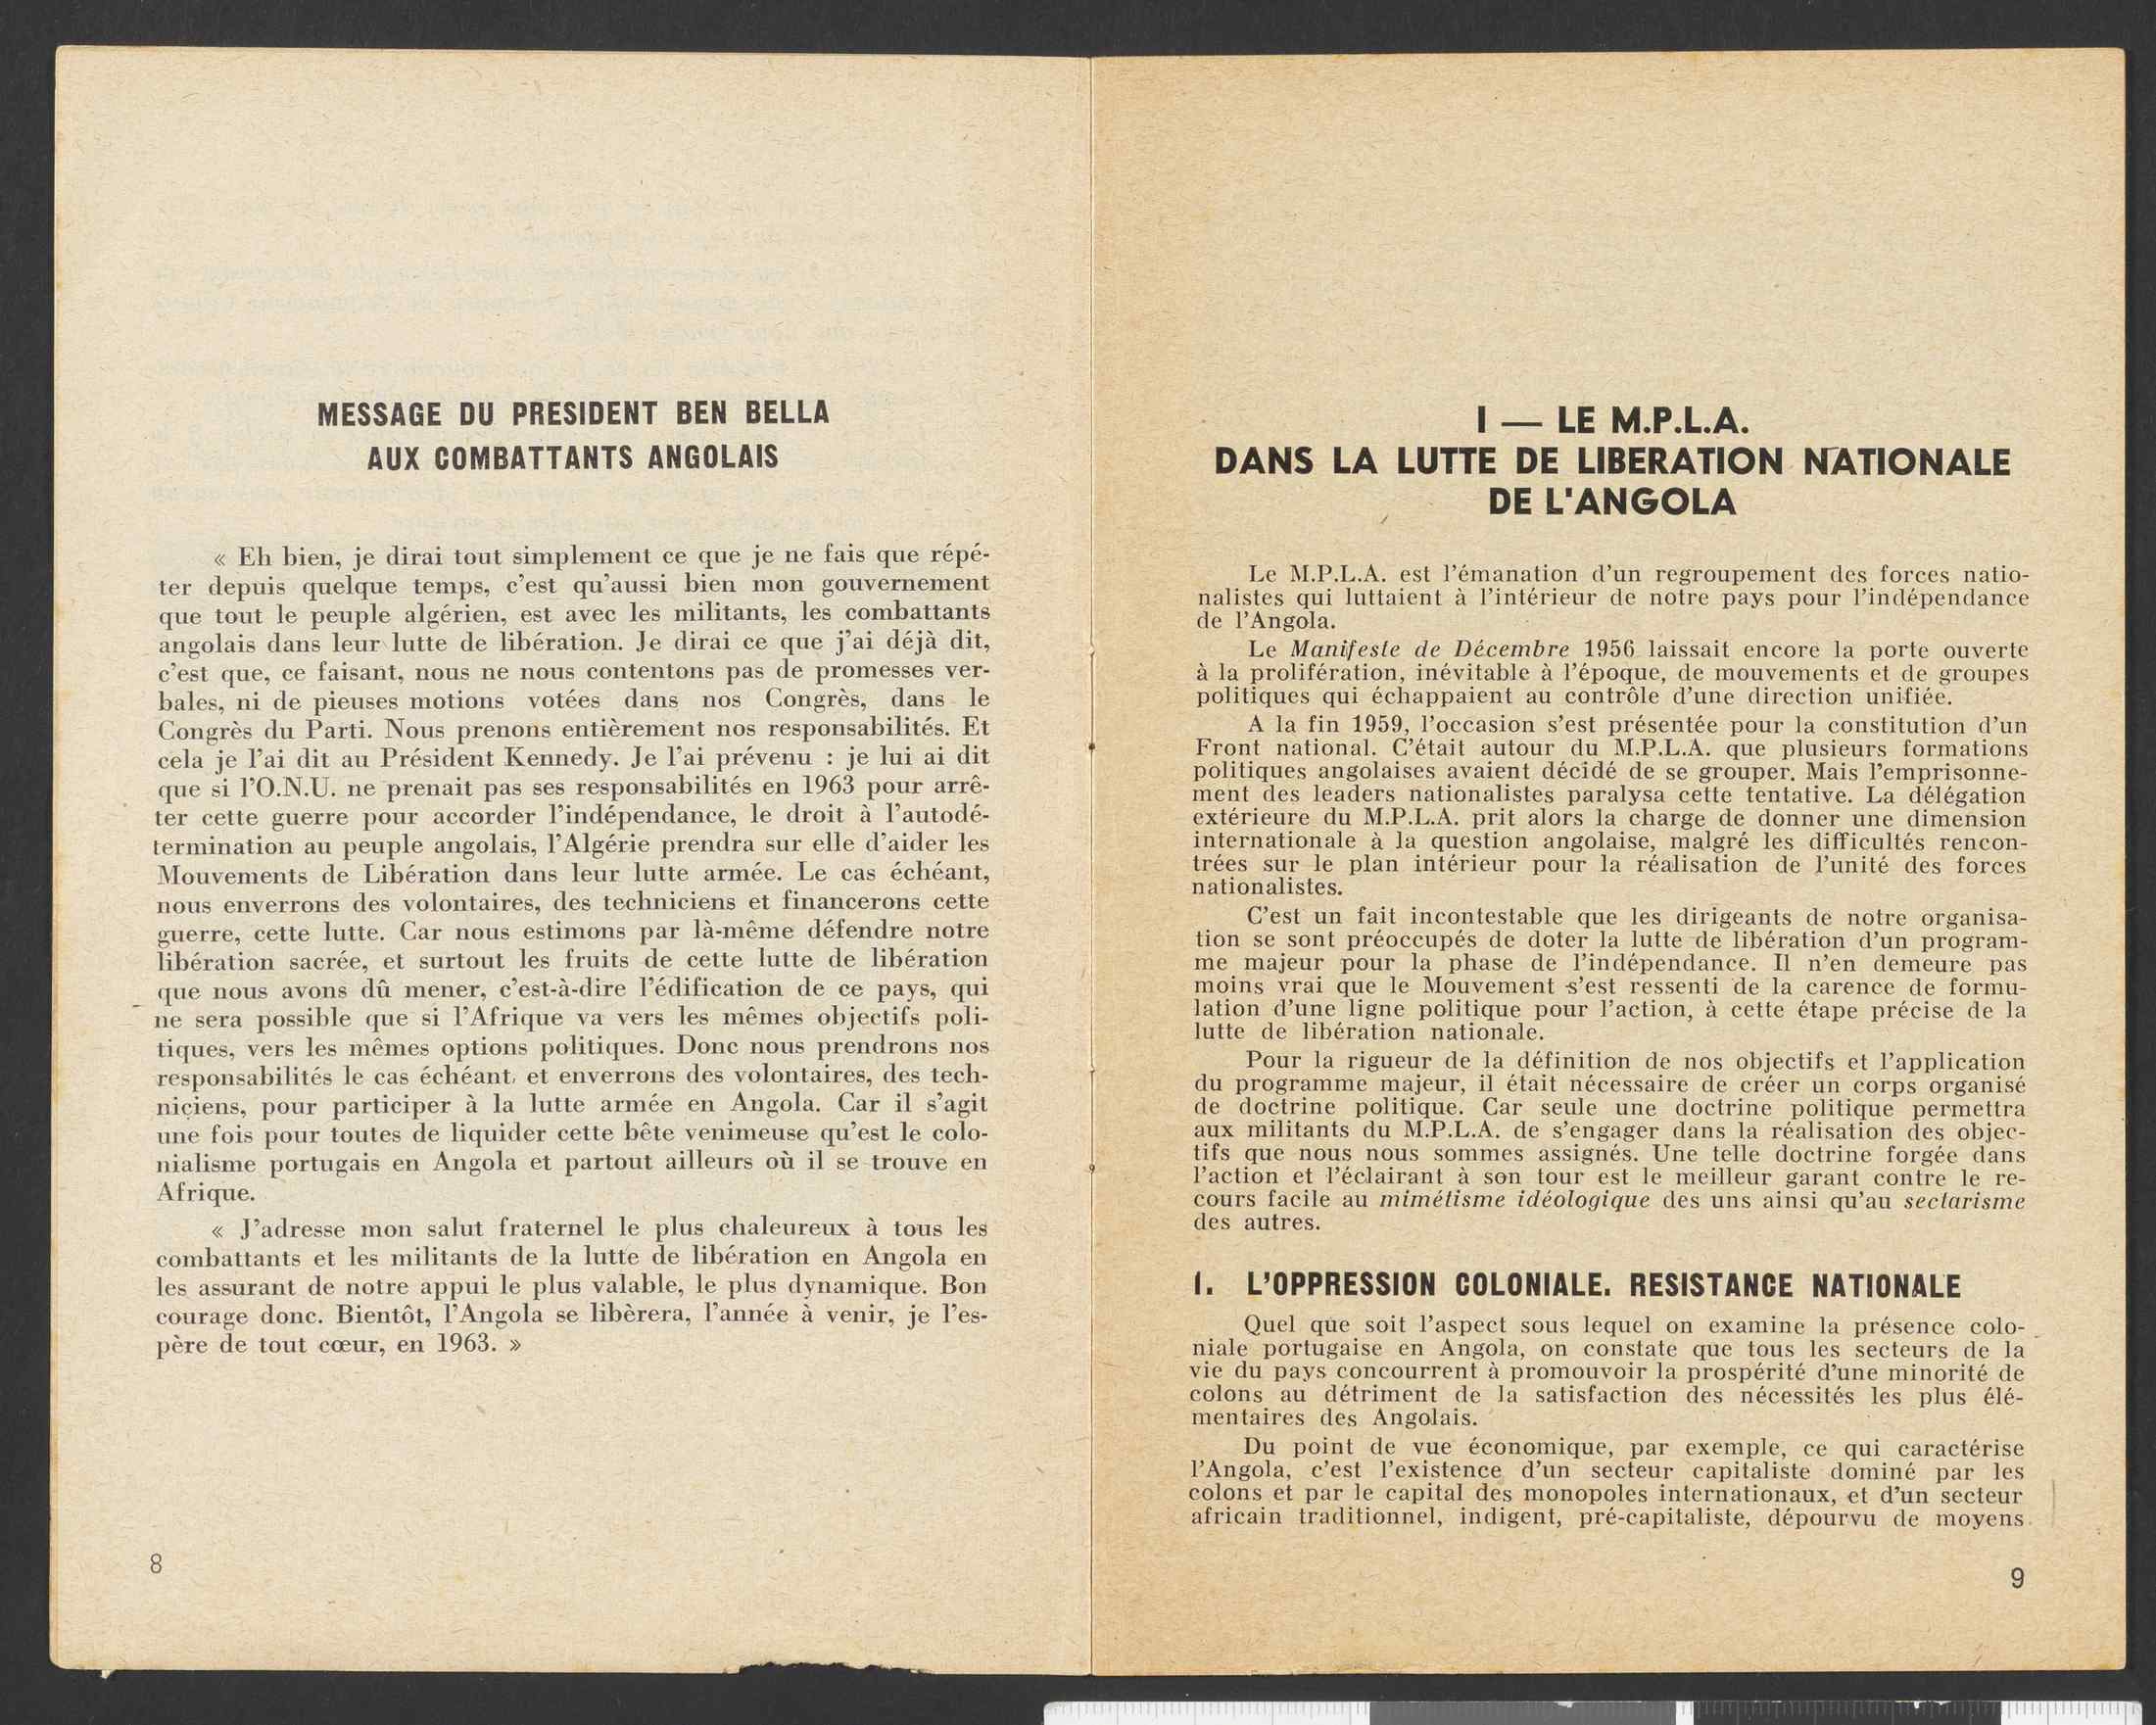 MESSAGE DU PRESIDENT BEN BELLA
AUX COMBATTANTS ANGOLAIS
« Eh bien, je dirai tout simplement ce que je ne fais que répé-
ter depuis quelque temps, c'est qu'aussi bien mon gouvernement
que tout le peuple algérien, est avec les militants, les combattants
angolais dans leur lutte de libération. Je dirai ce que j'ai déjà dit,
c'est que, ce faisant, nous ne nous contentons pas de promesses ver-
bales, ni de pieuses motions votées dans nos Congrès, dans le
Congrès du Parti. Nous prenons entièrement nos responsabilités. Et
cela je l'ai dit au Président Kennedy. Je l'ai prévenu : je lui ai dit
que si l'O.N.U. ne prenait pas ses responsabilités en 1963 pour arrê-
ter cette guerre pour accorder l'indépendance, le droit à l'autodé-
termination au peuple angolais, l'Algérie prendra sur elle d'aider les
Mouvements de Libération dans leur lutte armée. Le cas échéant,
nous enverrons des volontaires, des techniciens et financerons cette
guerre, cette lutte. Car nous estimons par là-même défendre notre
libération sacrée, et surtout les fruits de cette lutte de libération
que nous avons dû mener, c'est-à-dire l'édification de ce pays, qui
ne sera possible que si l'Afrique va vers les mêmes objectifs poli-
tiques, vers les mêmes options politiques. Donc nous prendrons nos
responsabilités le cas échéant, et enverrons des volontaires, des tech-
niciens, pour participer à la lutte armée en Angola. Car il s'agit
une fois pour toutes de liquider cette bête venimeuse qu'est le colo-
nialisme portugais en Angola et partout ailleurs où il se trouve en
Afrique.
« J'adresse mon salut fraternel le plus chaleureux à tous les
combattants et les militants de la lutte de libération en Angola en
les assurant de notre appui le plus valable, le plus dynamique. Bon
courage donc. Bientôt, l'Angola se libèrera, l'année à venir, je l'es-
père de tout cœur, en 1963. »
8
I — LE M.P.L.A.
DANS LA LUTTE DE LIBERATION NATIONALE
DE L'ANGOLA
Le M.P.L.A. est l'émanation d'un regroupement des forces natio-
nalistes qui luttaient à l'intérieur de notre pays pour l'indépendance
de l'Angola.
Le Manifeste de Décembre 1956 laissait encore la porte ouverte
à la prolifération, inévitable à l'époque, de mouvements et de groupes
politiques qui échappaient au contrôle d'une direction unifiée.
A la fin 1959, l'occasion s'est présentée pour la constitution d'un
Front national. C'était autour du M.P.L.A. que plusieurs formations
politiques angolaises avaient décidé de se grouper. Mais l'emprisonne-
ment des leaders nationalistes paralysa cette tentative. La délégation
extérieure du M.P.L.A. prit alors la charge de donner une dimension
internationale à la question angolaise, malgré les difficultés rencon-
trées sur le plan intérieur pour la réalisation de l'unité des forces
nationalistes.
C'est un fait incontestable que les dirigeants de notre organisa-
tion se sont préoccupés de doter la lutte de libération d'un program-
me majeur pour la phase de l'indépendance. Il n'en demeure pas
moins vrai que le Mouvement s'est ressenti de la carence de formu-
lation d'une ligne politique pour l'action, à cette étape précise de la
lutte de libération nationale.
Pour la rigueur de la définition de nos objectifs et l'application
du programme majeur, il était nécessaire de créer un corps organisé
de doctrine politique. Car seule une doctrine politique permettra
aux militants du M.P.L.A. de s'engager dans la réalisation des objec-
tifs que nous nous sommes assignés. Une telle doctrine forgée dans
l'action et l'éclairant à son tour est le meilleur garant contre le re-
cours facile au mimétisme idéologique des uns ainsi qu'au sectarisme
des autres.
I. L'OPPRESSION COLONIALE. RESISTANCE NATIONALE
Quel que soit l'aspect sous lequel on examine la présence colo-
niale portugaise en Angola, on constate que tous les secteurs de la
vie du pays concourrent à promouvoir la prospérité d'une minorité de
colons au détriment de la satisfaction des nécessités les plus élé-
mentaires des Angolais.
Du point de vue économique, par exemple, ce qui caractérise
l'Angola, c'est l'existence d'un secteur capitaliste dominé par les
colons et par le capital des monopoles internationaux, et d'un secteur
africain traditionnel, indigent, pré-capitaliste, dépourvu de moyens
9